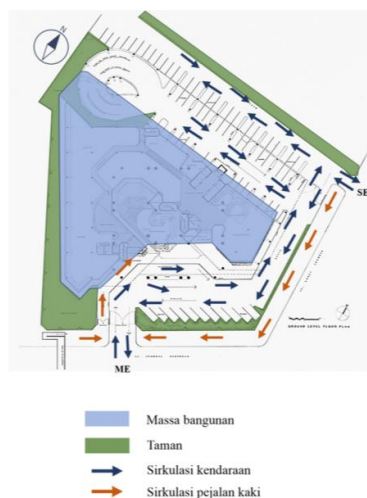 N
SE
GROUND LEVEL FLOOR PLAN
ME
Massa bangunan
Taman
Sirkulasi kendaraan
Sirkulasi pejalan kaki